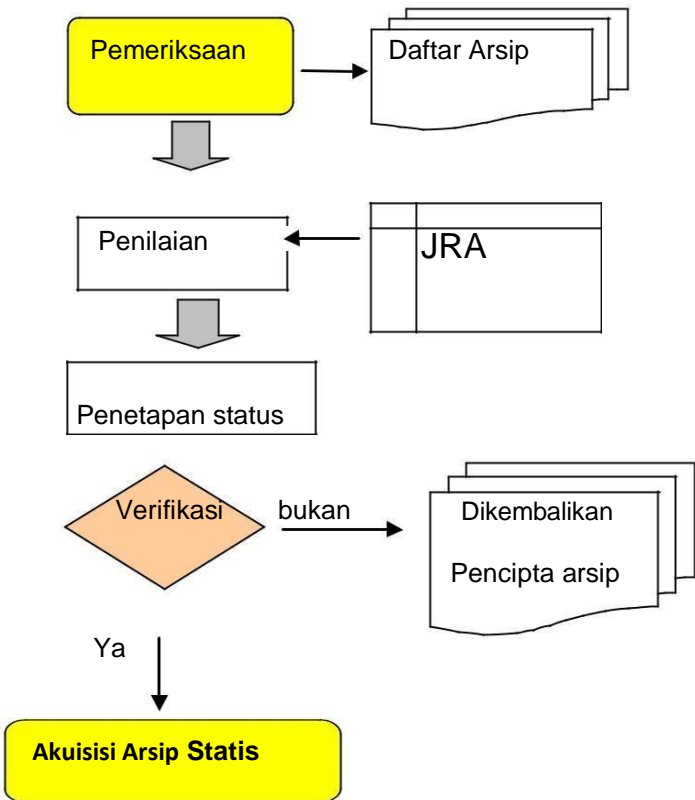 Pemeriksaan
Daftar Arsip
Penilaian
JRA
Penetapan status
Verifikasi
bukan
Dikembalikan
Pencipta arsip
Ya
Akuisisi Arsip Statis